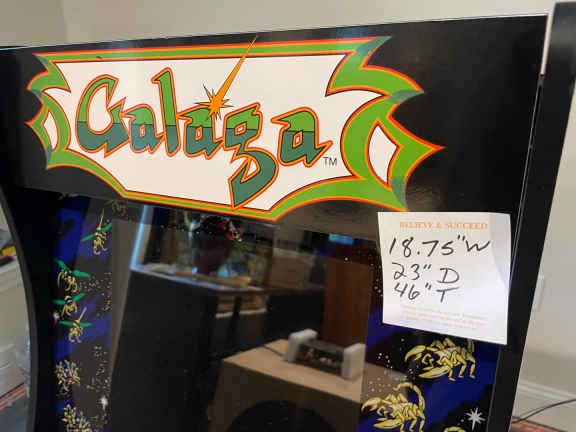 Galaga
TM
BELIEVE & SUCCEED
18.75"W
23" D
46" T